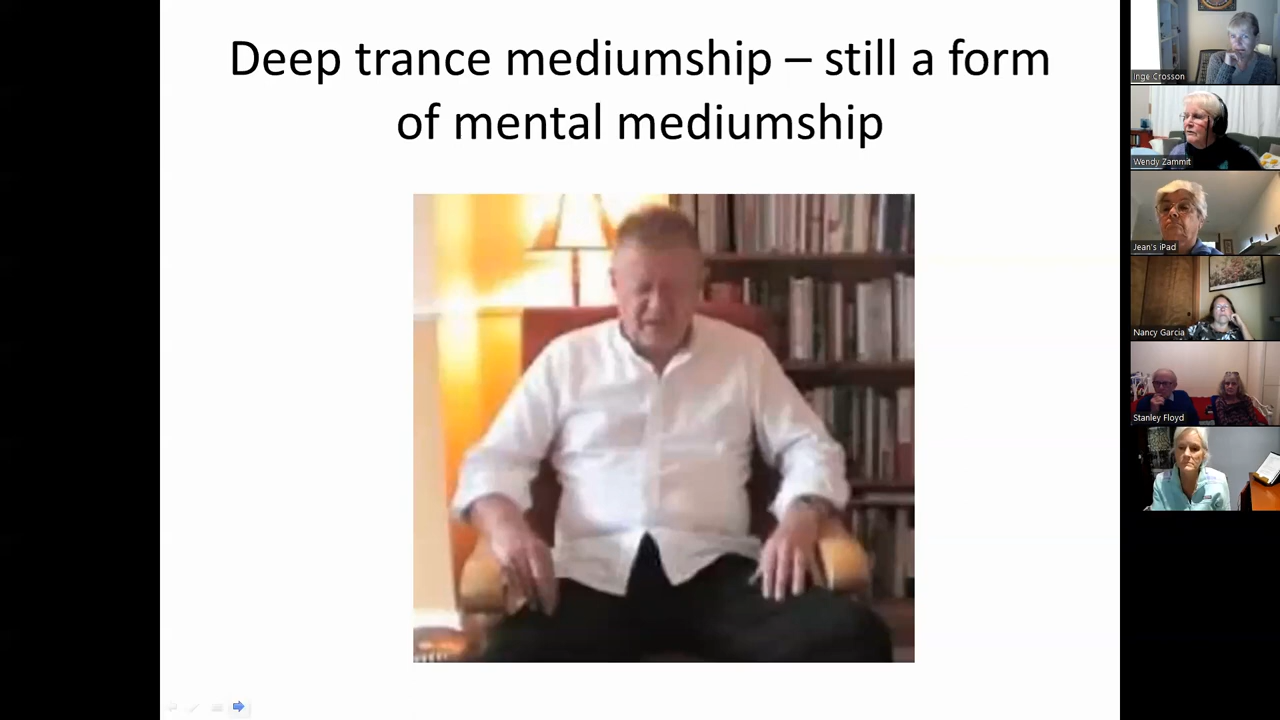 Deep trance mediumship – still a form
of mental mediumship
Inge Crosson
Wendy Zammit
Jean's iPad
Nancy Garcia
Stanley Floyd